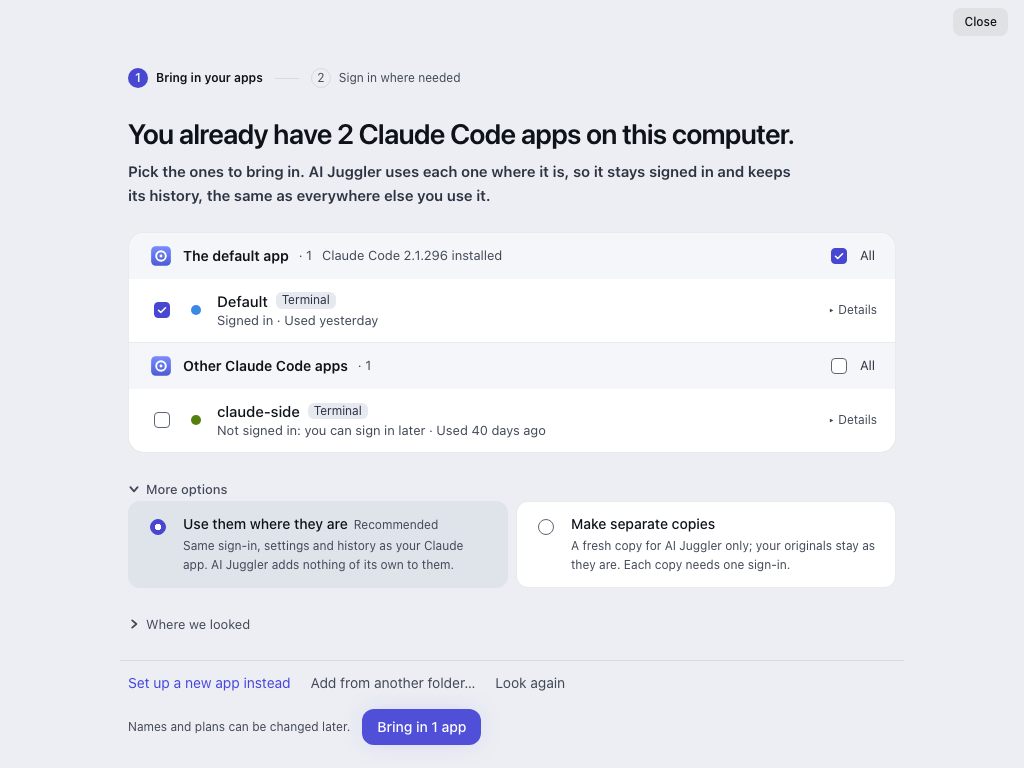 Close
1 Bring in your apps 2 Sign in where needed
You already have 2 Claude Code apps on this computer.
Pick the ones to bring in. AI Juggler uses each one where it is, so it stays signed in and keeps
its history, the same as everywhere else you use it.
The default app · 1 Claude Code 2.1.296 installed All
Default Terminal
Signed in · Used yesterday
Details
Other Claude Code apps · 1 All
claude-side Terminal
Not signed in: you can sign in later · Used 40 days ago
Details
More options
Use them where they are Recommended
Same sign-in, settings and history as your Claude
app. AI Juggler adds nothing of its own to them.
Make separate copies
A fresh copy for AI Juggler only; your originals stay as
they are. Each copy needs one sign-in.
Where we looked
Set up a new app instead Add from another folder... Look again
Names and plans can be changed later. Bring in 1 app